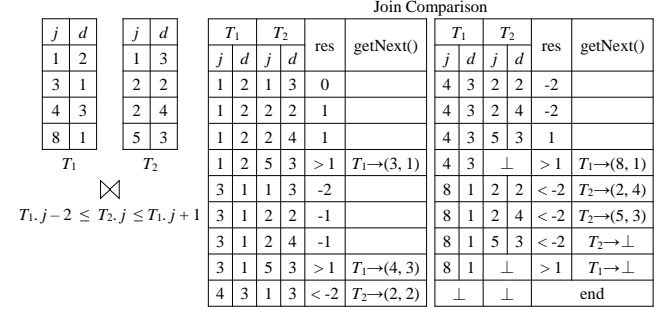 Join Comparison
j d
1 2
3 1
4 3
8 1
T1
j d
1 3
2 2
2 4
5 3
T2
⋈
T1.j – 2 ≤ T2.j ≤ T1.j + 1
T1 T2 res getNext()
j d j d
1 2 1 3 0
1 2 2 2 1
1 2 2 4 1
1 2 5 3 > 1 T1→(3, 1)
3 1 1 3 -2
3 1 2 2 -1
3 1 2 4 -1
3 1 5 3 > 1 T1→(4, 3)
4 3 1 3 < -2 T2→(2, 2)
T1 T2 res getNext()
j d j d
4 3 2 2 -2
4 3 2 4 -2
4 3 5 3 1
4 3 ⊥ > 1 T1→(8, 1)
8 1 2 2 < -2 T2→(2, 4)
8 1 2 4 < -2 T2→(5, 3)
8 1 5 3 < -2 T2→⊥
8 1 ⊥ > 1 T1→⊥
⊥ ⊥ end